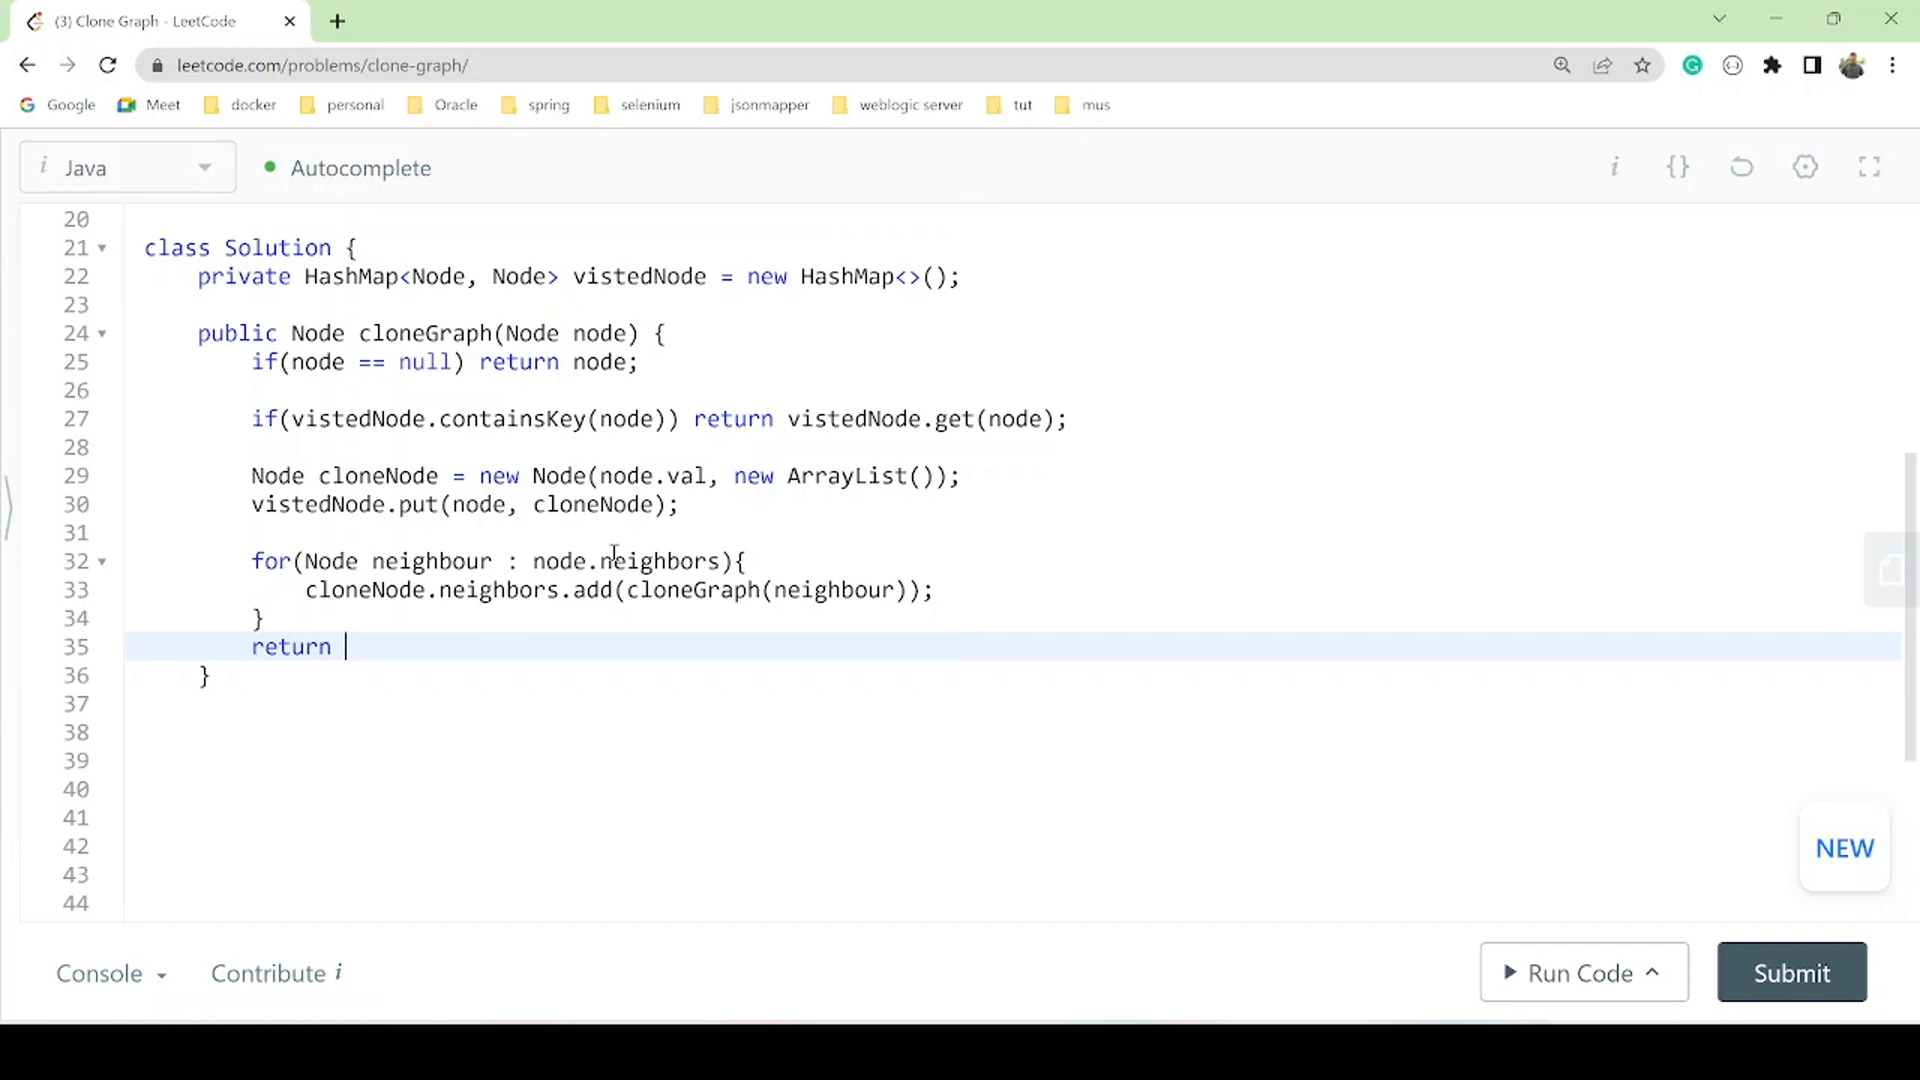 (3) Clone Graph - LeetCode
leetcode.com/problems/clone-graph/
Google Meet docker personal Oracle spring selenium jsonmapper weblogic server tut mus
i Java Autocomplete i {}
20
21 class Solution {
22 private HashMap<Node, Node> vistedNode = new HashMap<>();
23
24 public Node cloneGraph(Node node) {
25 if(node == null) return node;
26
27 if(vistedNode.containsKey(node)) return vistedNode.get(node);
28
29 Node cloneNode = new Node(node.val, new ArrayList());
30 vistedNode.put(node, cloneNode);
31
32 for(Node neighbour : node.neighbors){
33 cloneNode.neighbors.add(cloneGraph(neighbour));
34 }
35 return
36 }
37
38
39
40
41
42
43
44
NEW
Console Contribute i Run Code Submit